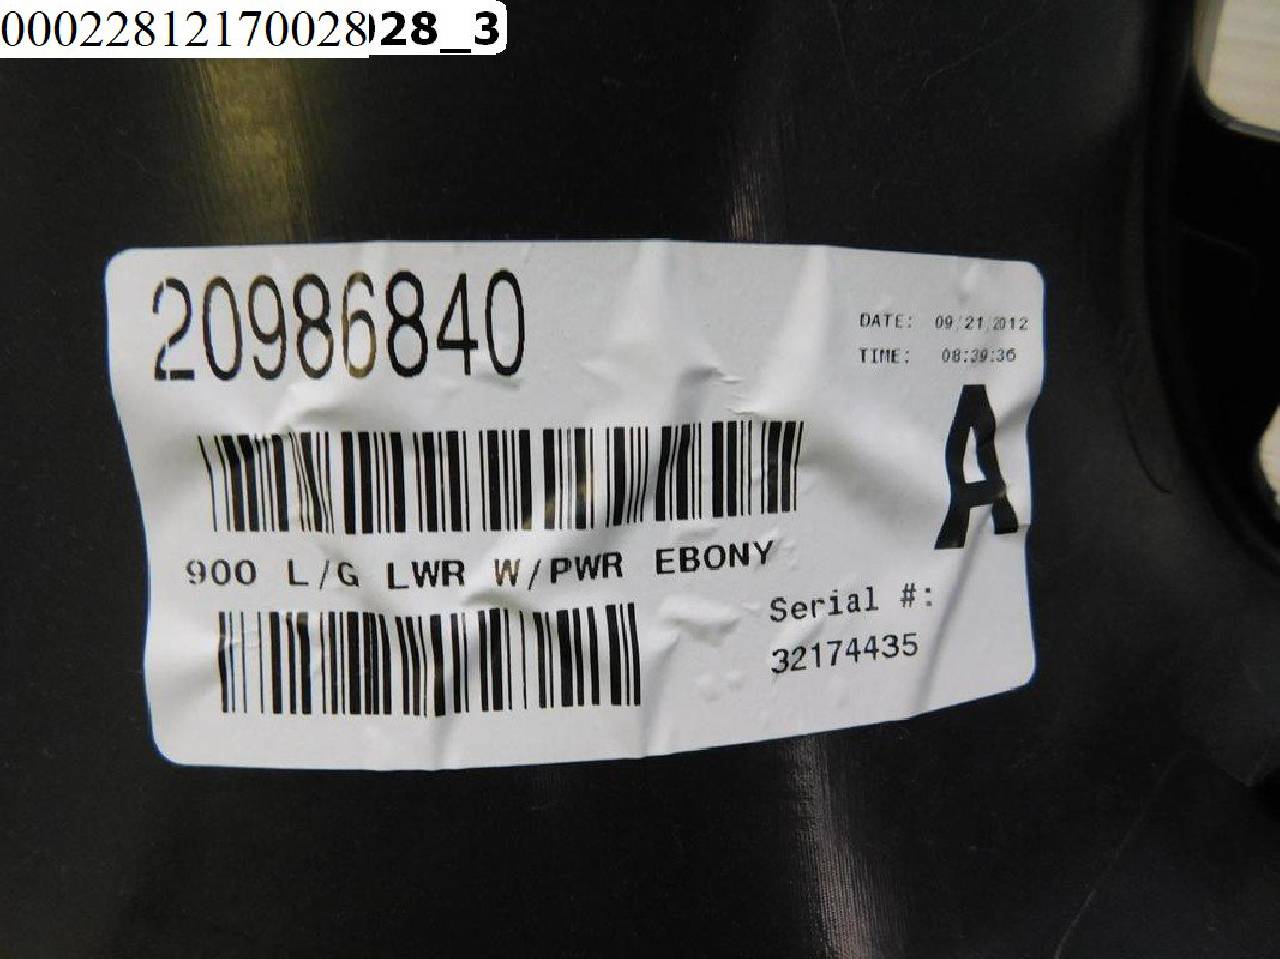 00022812170028028_3
20986840
DATE: 09/21/2012
TIME: 08:39:36
A
900 L/G LWR W/PWR EBONY
Serial #:
32174435